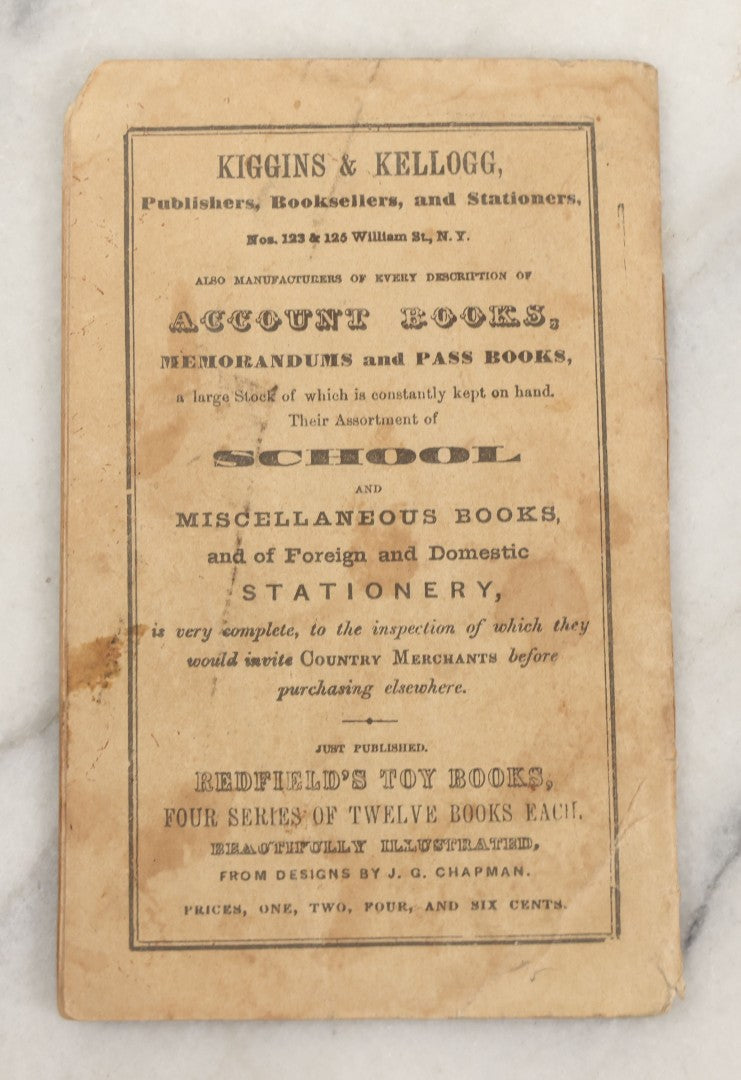 KIGGINS & KELLOGG,
Publishers, Booksellers, and Stationers,
Nos. 123 & 125 William St., N. Y.
ALSO MANUFACTURERS OF EVERY DESCRIPTION OF
ACCOUNT BOOKS,
MEMORANDUMS and PASS BOOKS,
a large Stock of which is constantly kept on hand.
Their Assortment of
SCHOOL
AND
MISCELLANEOUS BOOKS,
and of Foreign and Domestic
STATIONERY,
is very complete, to the inspection of which they
would invite COUNTRY MERCHANTS before
purchasing elsewhere.
JUST PUBLISHED.
REDFIELD'S TOY BOOKS,
FOUR SERIES OF TWELVE BOOKS EACH.
BEAUTIFULLY ILLUSTRATED,
FROM DESIGNS BY J. G. CHAPMAN.
PRICES, ONE, TWO, FOUR, AND SIX CENTS.